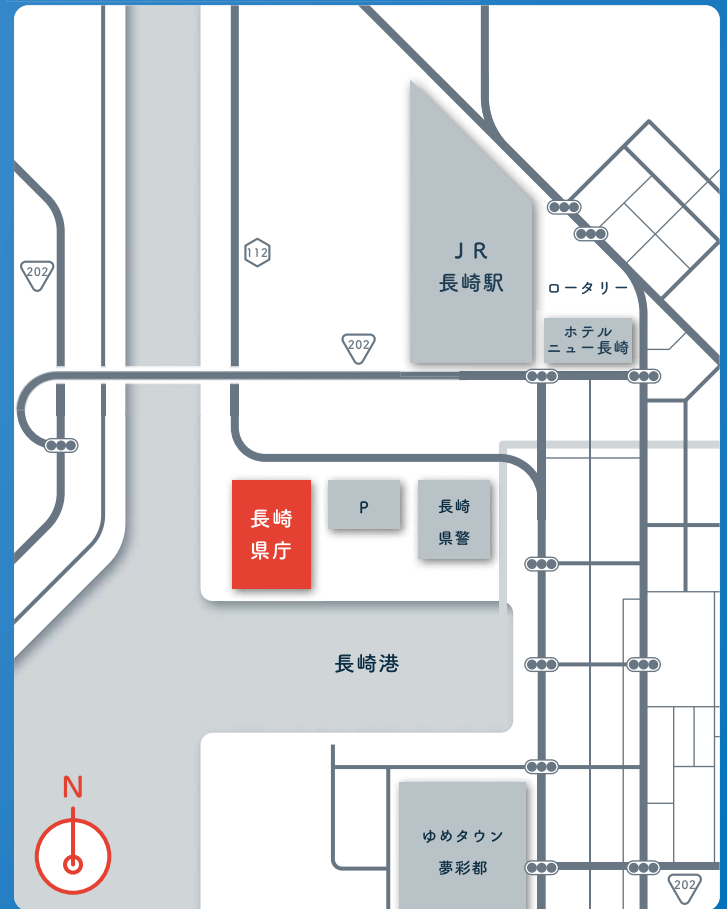 112
202
JR
長崎駅
ロータリー
ホテル
ニュー長崎
202
長崎
県庁
P
長崎
県警
長崎港
N
ゆめタウン
夢彩都
202